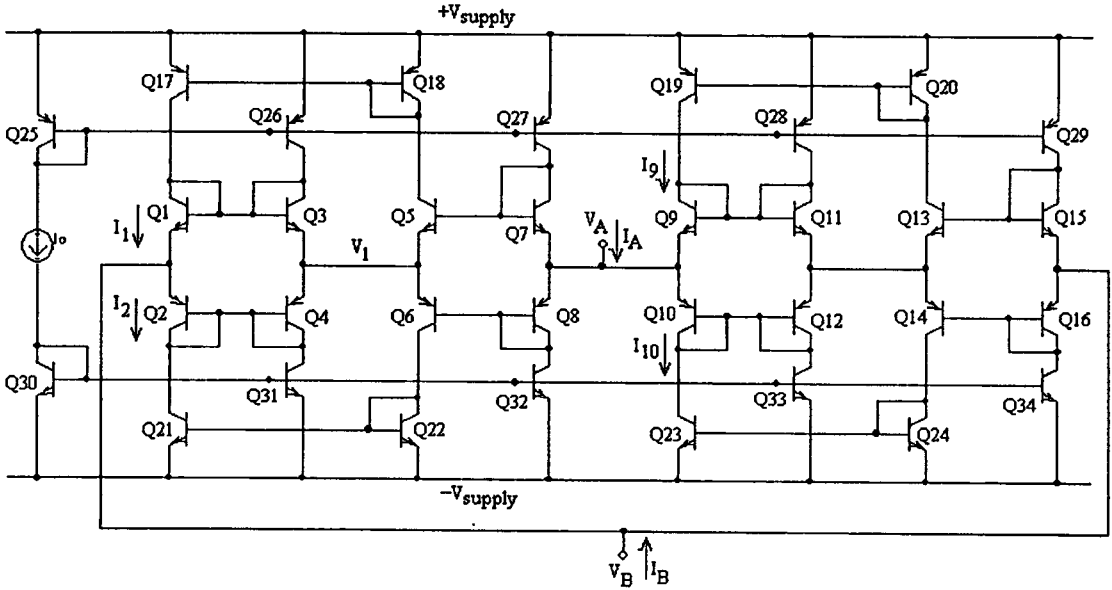 +Vsupply
Q17
Q18
Q19
Q20
Q25
Q26
Q27
Q28
Q29
I9
Q1
Q3
Q5
Q7
Q9
Q11
Q13
Q15
I1
Io
V1
VA
IA
I2
Q2
Q4
Q6
Q8
Q10
Q12
Q14
Q16
I10
Q30
Q31
Q32
Q33
Q34
Q21
Q22
Q23
Q24
−Vsupply
VB
IB